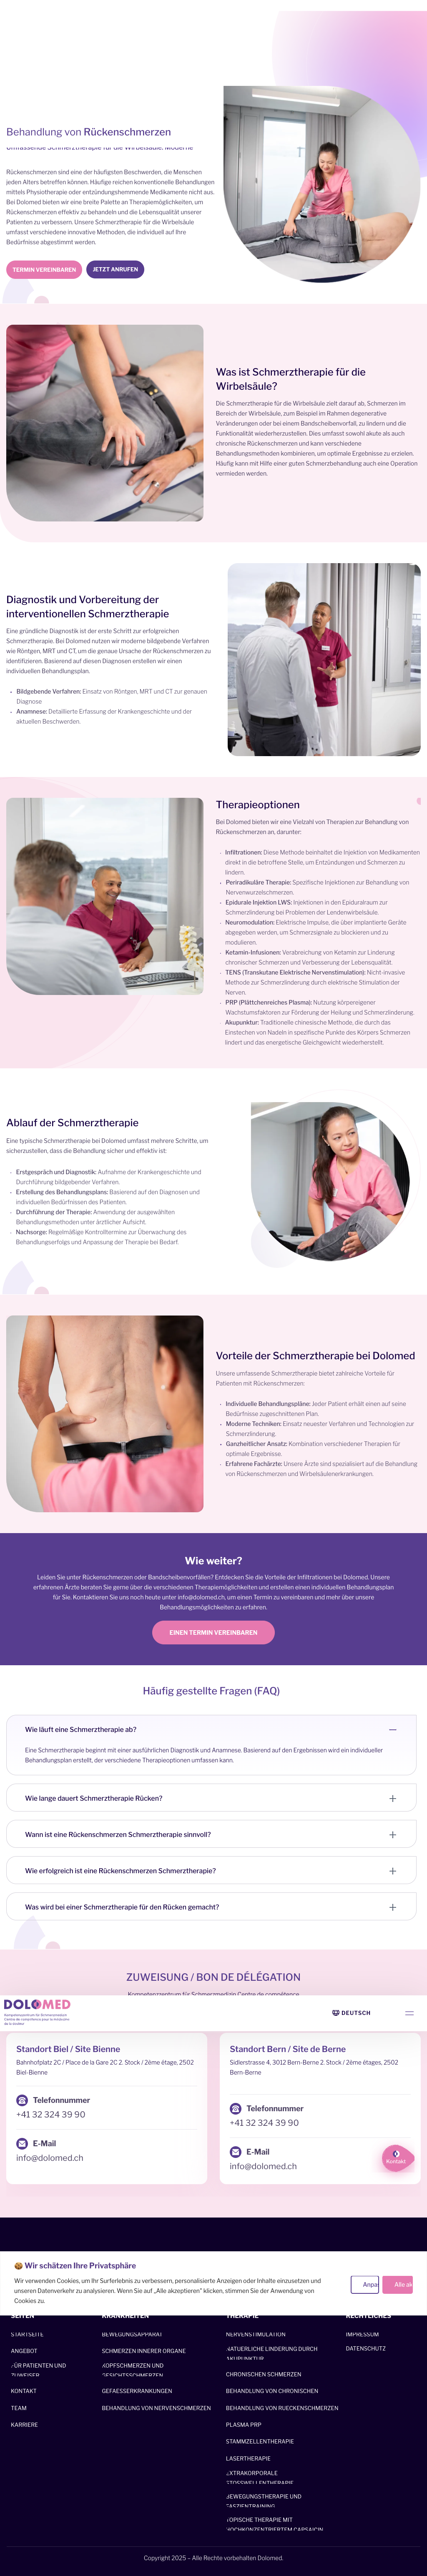 Behandlung von Rückenschmerzen
Umfassende Schmerztherapie für die Wirbelsäule: Moderne
Rückenschmerzen sind eine der häufigsten Beschwerden, die Menschen
jeden Alters betreffen können. Häufige reichen konventionelle Behandlungen
mittels Physiotherapie oder entzündungshemmende Medikamente nicht aus.
Bei Dolomed bieten wir eine breite Palette an Therapiemöglichkeiten, um
Rückenschmerzen effektiv zu behandeln und die Lebensqualität unserer
Patienten zu verbessern. Unsere Schmerztherapie für die Wirbelsäule
umfasst verschiedene innovative Methoden, die individuell auf Ihre
Bedürfnisse abgestimmt werden.
TERMIN VEREINBAREN
JETZT ANRUFEN
Was ist Schmerztherapie für die
Wirbelsäule?
Die Schmerztherapie für die Wirbelsäule zielt darauf ab, Schmerzen im
Bereich der Wirbelsäule, zum Beispiel im Rahmen degenerative
Veränderungen oder bei einem Bandscheibenvorfall, zu lindern und die
Funktionalität wiederherzustellen. Dies umfasst sowohl akute als auch
chronische Rückenschmerzen und kann verschiedene
Behandlungsmethoden kombinieren, um optimale Ergebnisse zu erzielen.
Häufig kann mit Hilfe einer guten Schmerzbehandlung auch eine Operation
vermieden werden.
Diagnostik und Vorbereitung der
interventionellen Schmerztherapie
Eine gründliche Diagnostik ist der erste Schritt zur erfolgreichen
Schmerztherapie. Bei Dolomed nutzen wir moderne bildgebende Verfahren
wie Röntgen, MRT und CT, um die genaue Ursache der Rückenschmerzen zu
identifizieren. Basierend auf diesen Diagnosen erstellen wir einen
individuellen Behandlungsplan.
Bildgebende Verfahren: Einsatz von Röntgen, MRT und CT zur genauen
Diagnose
Anamnese: Detaillierte Erfassung der Krankengeschichte und der
aktuellen Beschwerden.
Therapieoptionen
Bei Dolomed bieten wir eine Vielzahl von Therapien zur Behandlung von
Rückenschmerzen an, darunter:
Infiltrationen: Diese Methode beinhaltet die Injektion von Medikamenten
direkt in die betroffene Stelle, um Entzündungen und Schmerzen zu
lindern.
Periradikuläre Therapie: Spezifische Injektionen zur Behandlung von
Nervenwurzelschmerzen.
Epidurale Injektion LWS: Injektionen in den Epiduralraum zur
Schmerzlinderung bei Problemen der Lendenwirbelsäule.
Neuromodulation: Elektrische Impulse, die über implantierte Geräte
abgegeben werden, um Schmerzsignale zu blockieren und zu
modulieren.
Ketamin-Infusionen: Verabreichung von Ketamin zur Linderung
chronischer Schmerzen und Verbesserung der Lebensqualität.
TENS (Transkutane Elektrische Nervenstimulation): Nicht-invasive
Methode zur Schmerzlinderung durch elektrische Stimulation der
Nerven.
PRP (Plättchenreiches Plasma): Nutzung körpereigener
Wachstumsfaktoren zur Förderung der Heilung und Schmerzlinderung.
Akupunktur: Traditionelle chinesische Methode, die durch das
Einstechen von Nadeln in spezifische Punkte des Körpers Schmerzen
lindert und das energetische Gleichgewicht wiederherstellt.
Ablauf der Schmerztherapie
Eine typische Schmerztherapie bei Dolomed umfasst mehrere Schritte, um
sicherzustellen, dass die Behandlung sicher und effektiv ist:
Erstgespräch und Diagnostik: Aufnahme der Krankengeschichte und
Durchführung bildgebender Verfahren.
Erstellung des Behandlungsplans: Basierend auf den Diagnosen und
individuellen Bedürfnissen des Patienten.
Durchführung der Therapie: Anwendung der ausgewählten
Behandlungsmethoden unter ärztlicher Aufsicht.
Nachsorge: Regelmäßige Kontrolltermine zur Überwachung des
Behandlungserfolgs und Anpassung der Therapie bei Bedarf.
Vorteile der Schmerztherapie bei Dolomed
Unsere umfassende Schmerztherapie bietet zahlreiche Vorteile für
Patienten mit Rückenschmerzen:
Individuelle Behandlungspläne: Jeder Patient erhält einen auf seine
Bedürfnisse zugeschnittenen Plan.
Moderne Techniken: Einsatz neuester Verfahren und Technologien zur
Schmerzlinderung.
Ganzheitlicher Ansatz: Kombination verschiedener Therapien für
optimale Ergebnisse.
Erfahrene Fachärzte: Unsere Ärzte sind spezialisiert auf die Behandlung
von Rückenschmerzen und Wirbelsäulenerkrankungen.
Wie weiter?
Leiden Sie unter Rückenschmerzen oder Bandscheibenvorfällen? Entdecken Sie die Vorteile der Infiltrationen bei Dolomed. Unsere
erfahrenen Ärzte beraten Sie gerne über die verschiedenen Therapiemöglichkeiten und erstellen einen individuellen Behandlungsplan
für Sie. Kontaktieren Sie uns noch heute unter info@dolomed.ch, um einen Termin zu vereinbaren und mehr über unsere
Behandlungsmöglichkeiten zu erfahren.
EINEN TERMIN VEREINBAREN
Häufig gestellte Fragen (FAQ)
Wie läuft eine Schmerztherapie ab?
Eine Schmerztherapie beginnt mit einer ausführlichen Diagnostik und Anamnese. Basierend auf den Ergebnissen wird ein individueller
Behandlungsplan erstellt, der verschiedene Therapieoptionen umfassen kann.
Wie lange dauert Schmerztherapie Rücken?
Wann ist eine Rückenschmerzen Schmerztherapie sinnvoll?
Wie erfolgreich ist eine Rückenschmerzen Schmerztherapie?
Was wird bei einer Schmerztherapie für den Rücken gemacht?
ZUWEISUNG / BON DE DÉLÉGATION
Kompetenzzentrum für Schmerzmedizin Centre de compétence
DOLOMED
Kompetenzzentrum für Schmerzmedizin
Centre de compétence pour la médecine
de la douleur
DEUTSCH
Standort Biel / Site Bienne
Bahnhofplatz 2C / Place de la Gare 2C 2. Stock / 2ème étage, 2502
Biel-Bienne
Telefonnummer
+41 32 324 39 90
E-Mail
info@dolomed.ch
Standort Bern / Site de Berne
Sidlerstrasse 4, 3012 Bern-Berne 2. Stock / 2ème étages, 2502
Bern-Berne
Telefonnummer
+41 32 324 39 90
E-Mail
info@dolomed.ch
Kontakt
Wir schätzen Ihre Privatsphäre
Wir verwenden Cookies, um Ihr Surferlebnis zu verbessern, personalisierte Anzeigen oder Inhalte einzusetzen und
unseren Datenverkehr zu analysieren. Wenn Sie auf „Alle akzeptieren" klicken, stimmen Sie der Anwendung von
Cookies zu.
Anpa
Alle ak
SEITEN
STARTSEITE
ANGEBOT
FÜR PATIENTEN UND
ZUWEISER
KONTAKT
TEAM
KARRIERE
KRANKHEITEN
BEWEGUNGSAPPARAT
SCHMERZEN INNERER ORGANE
KOPFSCHMERZEN UND
GESICHTSSCHMERZEN
GEFAESSERKRANKUNGEN
BEHANDLUNG VON NERVENSCHMERZEN
THERAPIE
NERVENSTIMULATION
NATUERLICHE LINDERUNG DURCH
AKUPUNKTUR
CHRONISCHEN SCHMERZEN
BEHANDLUNG VON CHRONISCHEN
BEHANDLUNG VON RUECKENSCHMERZEN
PLASMA PRP
STAMMZELLENTHERAPIE
LASERTHERAPIE
EXTRAKORPORALE
STOSSWELLENTHERAPIE
BEWEGUNGSTHERAPIE UND
FASZIENTRAINING
TOPISCHE THERAPIE MIT
HOCHKONZENTRIERTEM CAPSAICIN
RECHTLICHES
IMPRESSUM
DATENSCHUTZ
Copyright 2025 – Alle Rechte vorbehalten Dolomed.